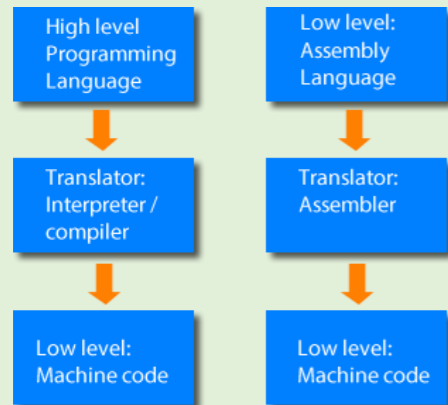 High level
Programming
Language
Low level:
Assembly
Language
Translator:
Interpreter /
compiler
Translator:
Assembler
Low level:
Machine code
Low level:
Machine code